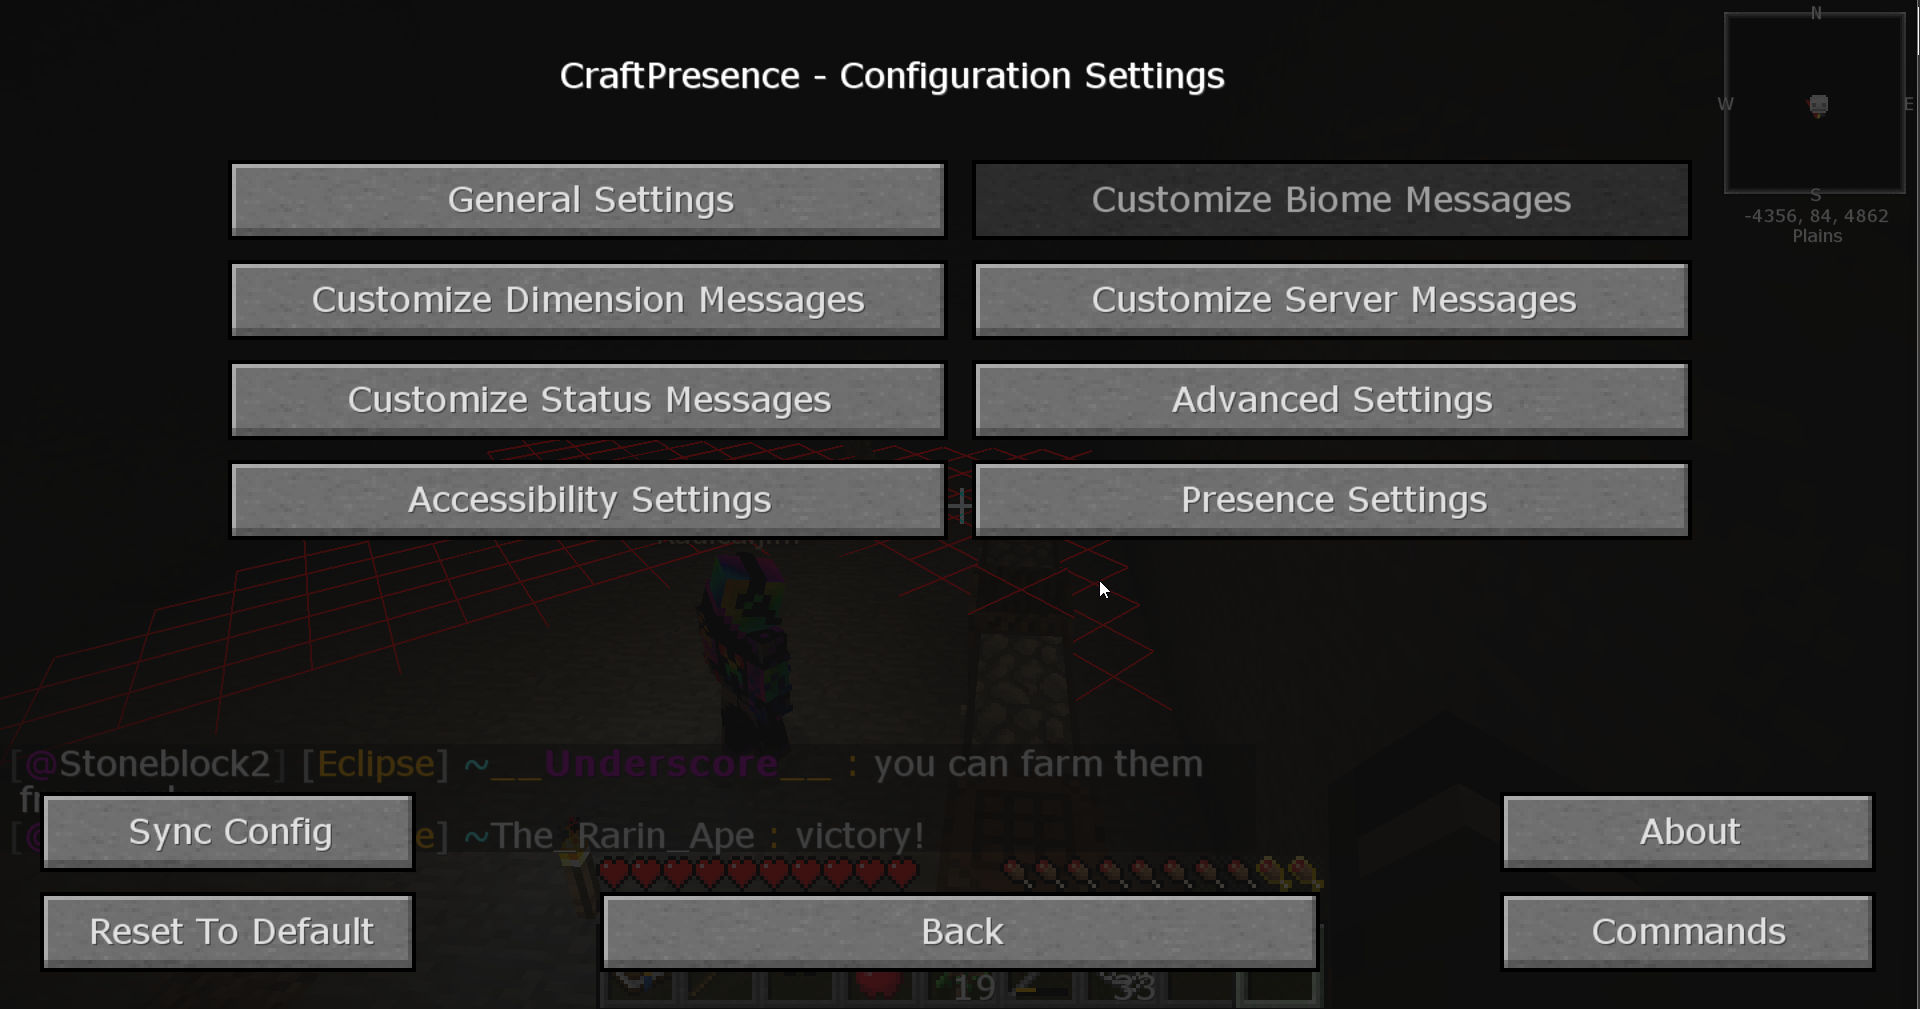 CraftPresence - Configuration Settings
N
W
E
S
-4356, 84, 4862
Plains
General Settings
Customize Biome Messages
Customize Dimension Messages
Customize Server Messages
Customize Status Messages
Advanced Settings
Accessibility Settings
Presence Settings
[@Stoneblock2] [Eclipse] ~__Underscore__ : you can farm them
e] ~The_Rarin_Ape : victory!
Sync Config
About
Reset To Default
Back
Commands
19
33